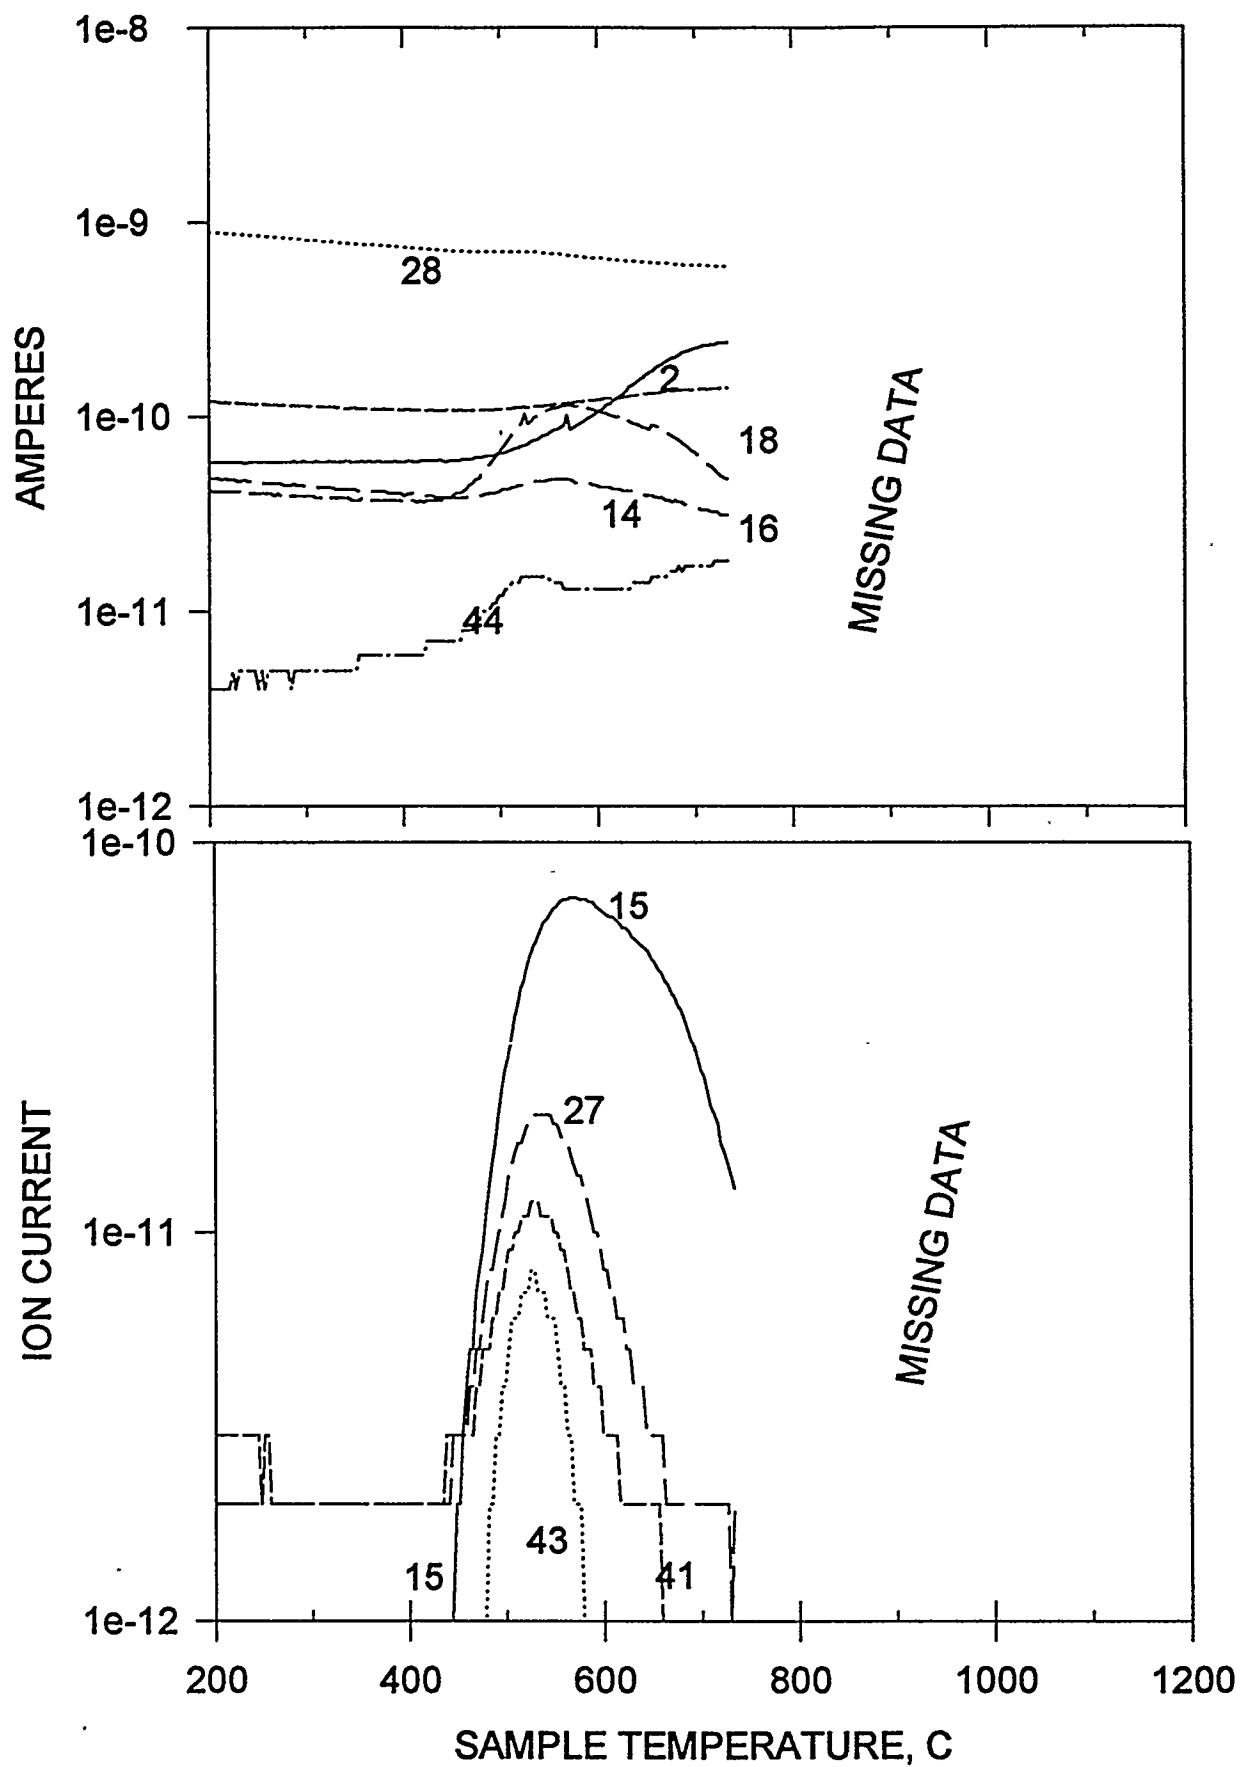 1e-8
1e-9
28
AMPERES
2
1e-10
18
MISSING DATA
14
16
1e-11
44
1e-12
1e-10
15
27
ION CURRENT
1e-11
MISSING DATA
43
15
41
1e-12
200 400 600 800 1000 1200
SAMPLE TEMPERATURE, C